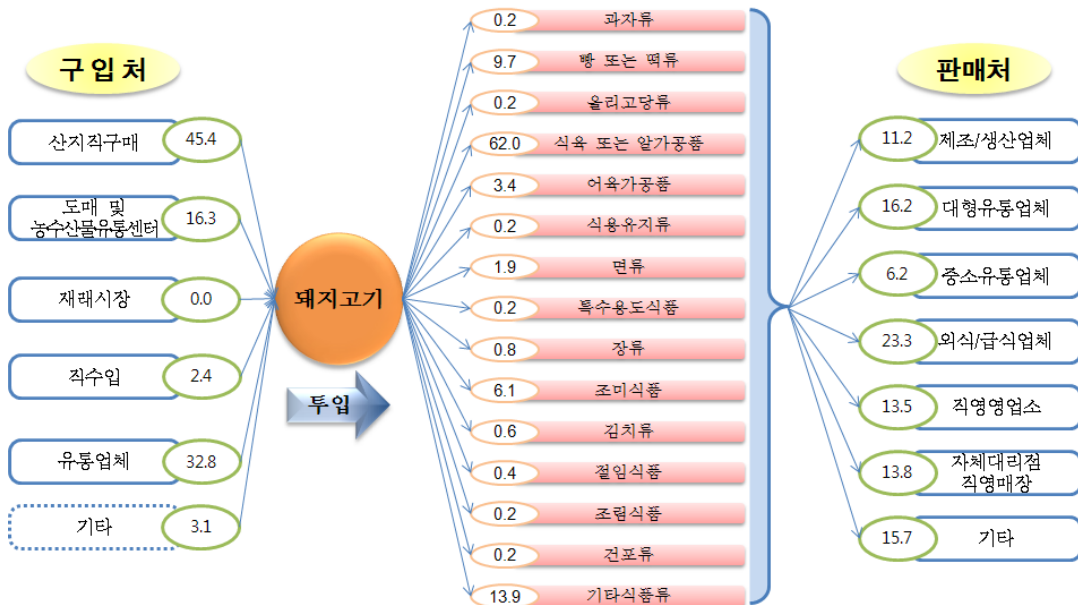 구입처
산지직구매
45.4
도매 및
농수산물유통센터
16.3
재래시장
0.0
직수입
2.4
유통업체
32.8
기타
3.1
돼지고기
투입
0.2
과자류
9.7
빵 또는 떡류
0.2
올리고당류
62.0
식육 또는 알가공품
3.4
어육가공품
0.2
식용유지류
1.9
면류
0.2
특수용도식품
0.8
장류
6.1
조미식품
0.6
김치류
0.4
절임식품
0.2
조림식품
0.2
건포류
13.9
기타식품류
판매처
11.2
제조/생산업체
16.2
대형유통업체
6.2
중소유통업체
23.3
외식/급식업체
13.5
직영영업소
13.8
자체대리점
직영매장
15.7
기타